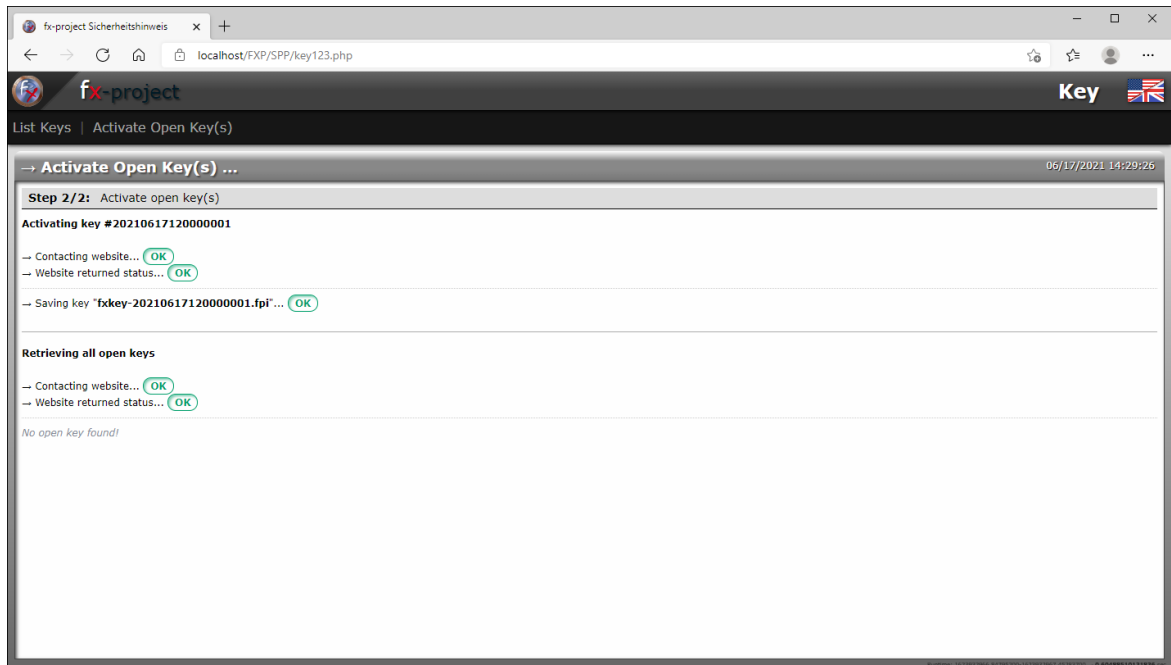 fx-project Sicherheitshinweis
localhost/FXP/SPP/key123.php
fx fx-project Key
List Keys | Activate Open Key(s)
→ Activate Open Key(s) ... 06/17/2021 14:29:26
Step 2/2: Activate open key(s)
Activating key #20210617120000001
→ Contacting website... OK
→ Website returned status... OK
→ Saving key "fxkey-20210617120000001.fpi"... OK
Retrieving all open keys
→ Contacting website... OK
→ Website returned status... OK
No open key found!